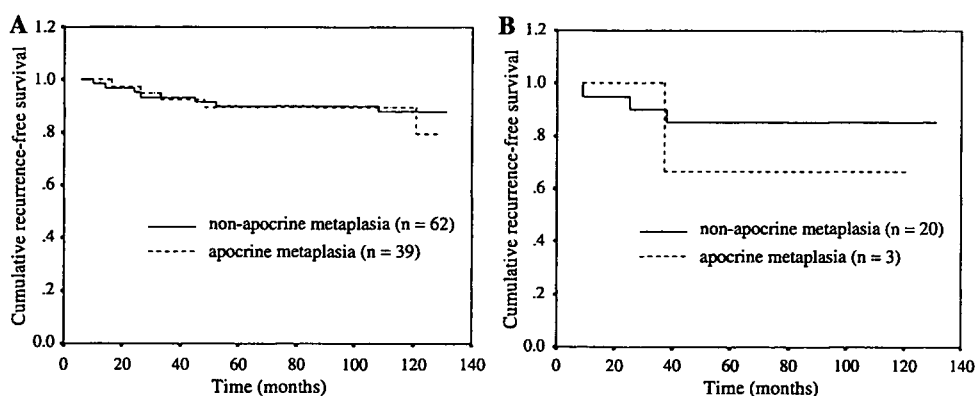 A
Cumulative recurrence-free survival
1.2
1.0
.8
.6
.4
.2
0.0
non-apocrine metaplasia (n = 62)
apocrine metaplasia (n = 39)
0 20 40 60 80 100 120 140
Time (months)
B
Cumulative recurrence-free survival
1.2
1.0
.8
.6
.4
.2
0.0
non-apocrine metaplasia (n = 20)
apocrine metaplasia (n = 3)
0 20 40 60 80 100 120 140
Time (months)